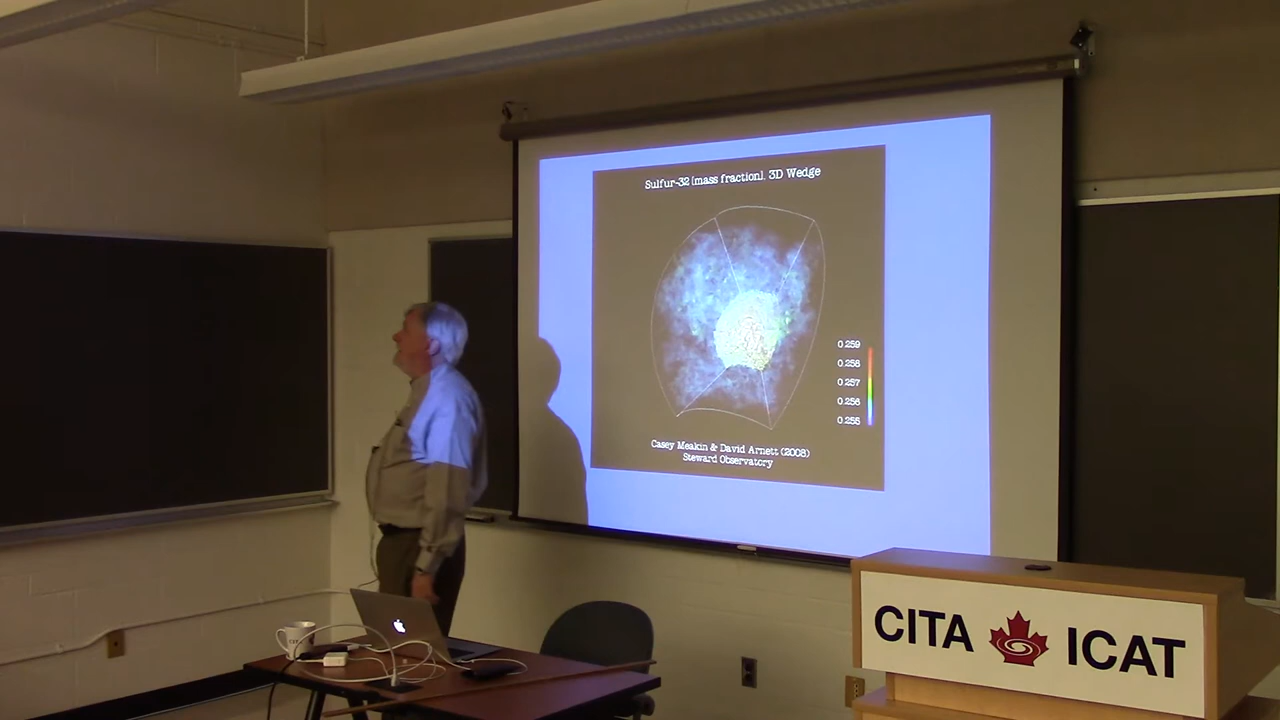 Sulfur-32 (mass fraction), 3D Wedge
0.259
0.258
0.257
0.256
0.255
Casey Meakin & David Arnett (2008)
Steward Observatory
CITA ICAT